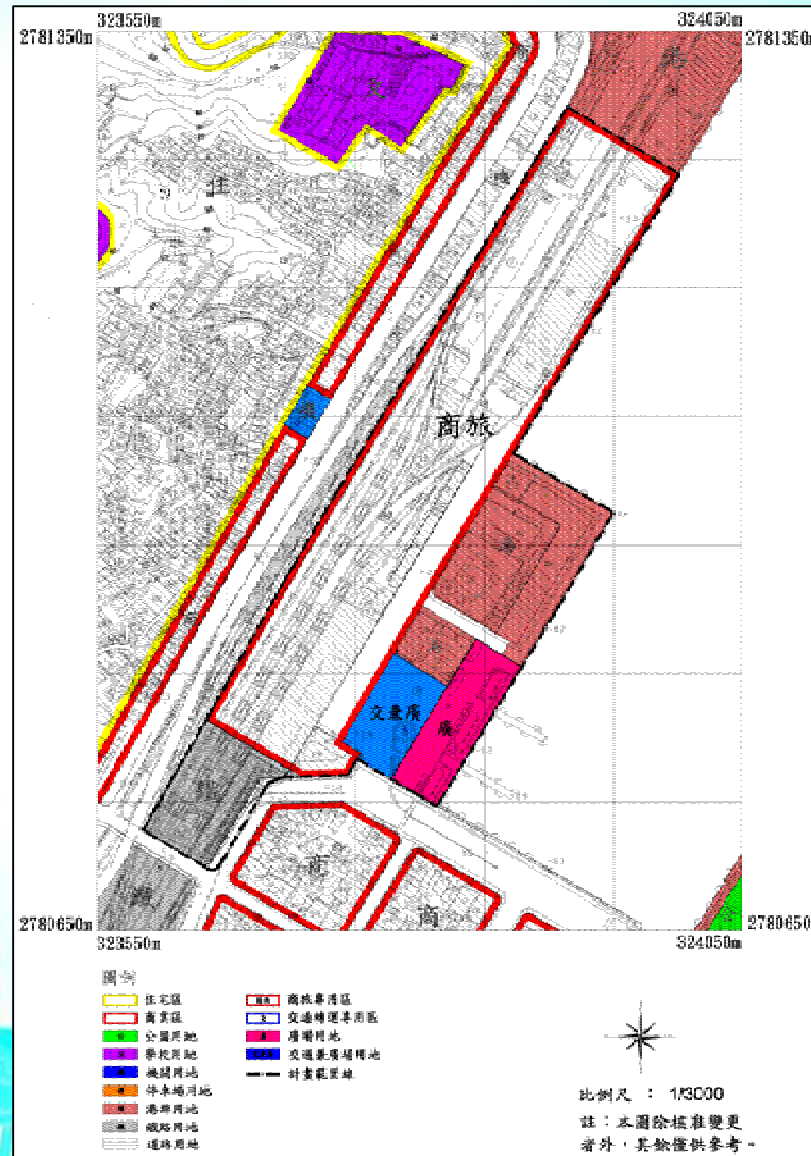 323550m 324050m
2781350m 2781350m
文
住
商旅
港
交兼廣
廣
商
商
2780650m 2780650m
323550m 324050m
圖例
住宅區
商業區
公園用地
學校用地
機關用地
停車場用地
港埠用地
鐵路用地
道路用地
商旅專用區
交通轉運專用區
廣場用地
交通兼廣場用地
計畫範圍線
比例尺 : 1/3000
註:本圖除核准變更
者外,其餘僅供參考。